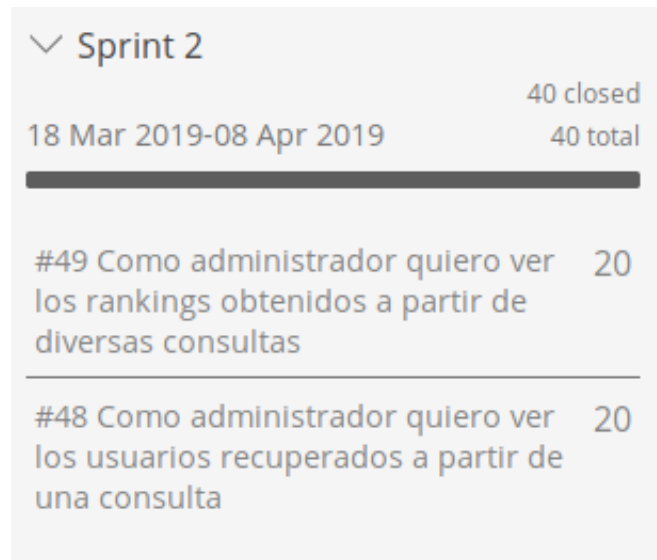 Sprint 2
40 closed
18 Mar 2019-08 Apr 2019 40 total
#49 Como administrador quiero ver 20
los rankings obtenidos a partir de
diversas consultas
#48 Como administrador quiero ver 20
los usuarios recuperados a partir de
una consulta